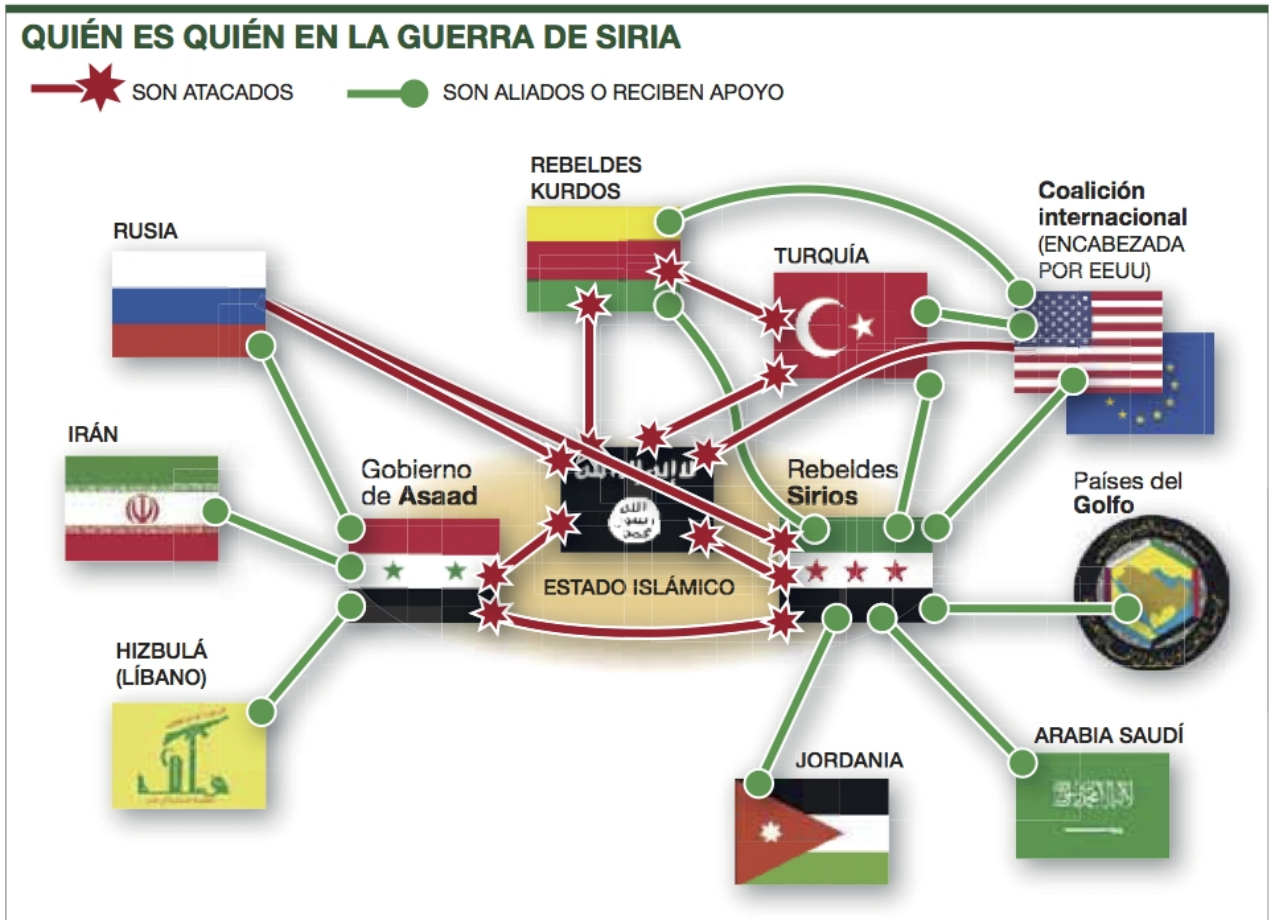 QUIÉN ES QUIÉN EN LA GUERRA DE SIRIA
SON ATACADOS
SON ALIADOS O RECIBEN APOYO
REBELDES
KURDOS
Coalición
internacional
(ENCABEZADA
POR EEUU)
RUSIA
TURQUÍA
IRÁN
Gobierno
de Asaad
Rebeldes
Sirios
Países del
Golfo
ESTADO ISLÁMICO
HIZBULÁ
(LÍBANO)
JORDANIA
ARABIA SAUDÍ